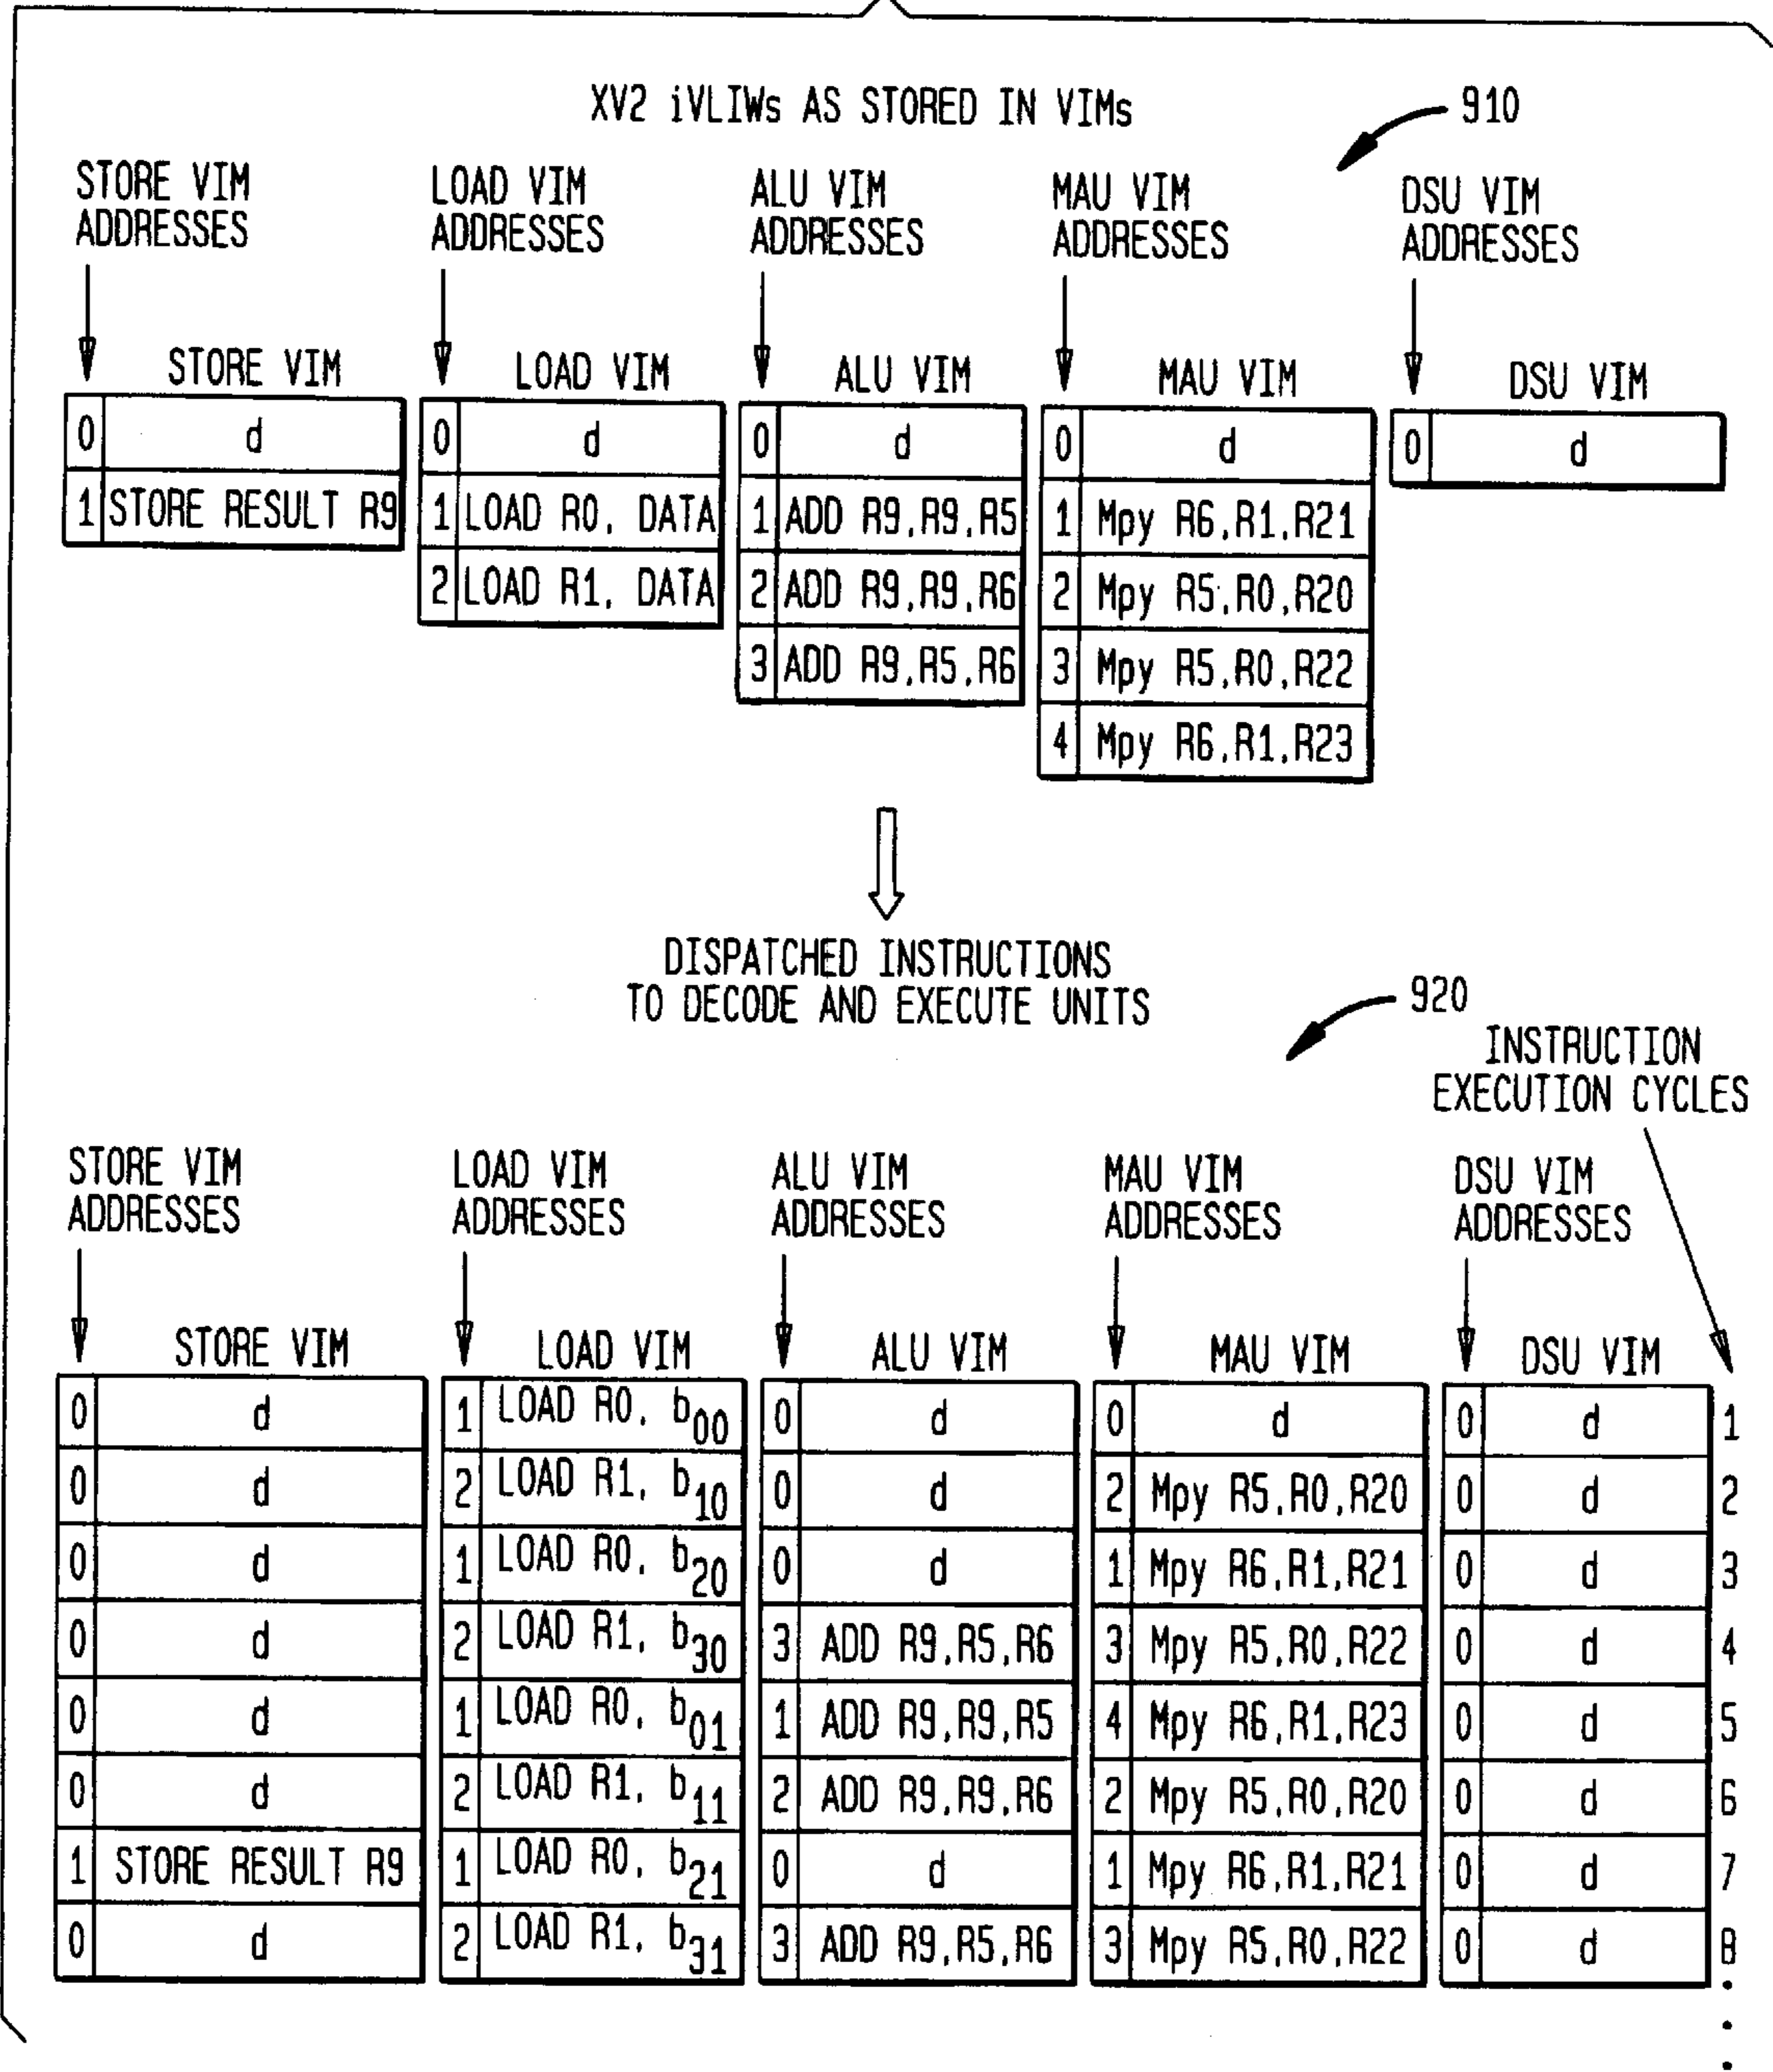 XV2 iVLIWs AS STORED IN VIMs
910
STORE VIM ADDRESSES
LOAD VIM ADDRESSES
ALU VIM ADDRESSES
MAU VIM ADDRESSES
DSU VIM ADDRESSES
STORE VIM LOAD VIM ALU VIM MAU VIM DSU VIM
0 d 0 d 0 d 0 d 0 d
1 STORE RESULT R9 1 LOAD R0, DATA 1 ADD R9,R9,R5 1 Mpy R6,R1,R21
2 LOAD R1, DATA 2 ADD R9,R9,R6 2 Mpy R5,R0,R20
3 ADD R9,R5,R6 3 Mpy R5,R0,R22
4 Mpy R6,R1,R23
DISPATCHED INSTRUCTIONS
TO DECODE AND EXECUTE UNITS
920
INSTRUCTION
EXECUTION CYCLES
STORE VIM ADDRESSES
LOAD VIM ADDRESSES
ALU VIM ADDRESSES
MAU VIM ADDRESSES
DSU VIM ADDRESSES
STORE VIM LOAD VIM ALU VIM MAU VIM DSU VIM
0 d 1 LOAD R0, b00 0 d 0 d 0 d 1
0 d 2 LOAD R1, b10 0 d 2 Mpy R5,R0,R20 0 d 2
0 d 1 LOAD R0, b20 0 d 1 Mpy R6,R1,R21 0 d 3
0 d 2 LOAD R1, b30 3 ADD R9,R5,R6 3 Mpy R5,R0,R22 0 d 4
0 d 1 LOAD R0, b01 1 ADD R9,R9,R5 4 Mpy R6,R1,R23 0 d 5
0 d 2 LOAD R1, b11 2 ADD R9,R9,R6 2 Mpy R5,R0,R20 0 d 6
1 STORE RESULT R9 1 LOAD R0, b21 0 d 1 Mpy R6,R1,R21 0 d 7
0 d 2 LOAD R1, b31 3 ADD R9,R5,R6 3 Mpy R5,R0,R22 0 d 8